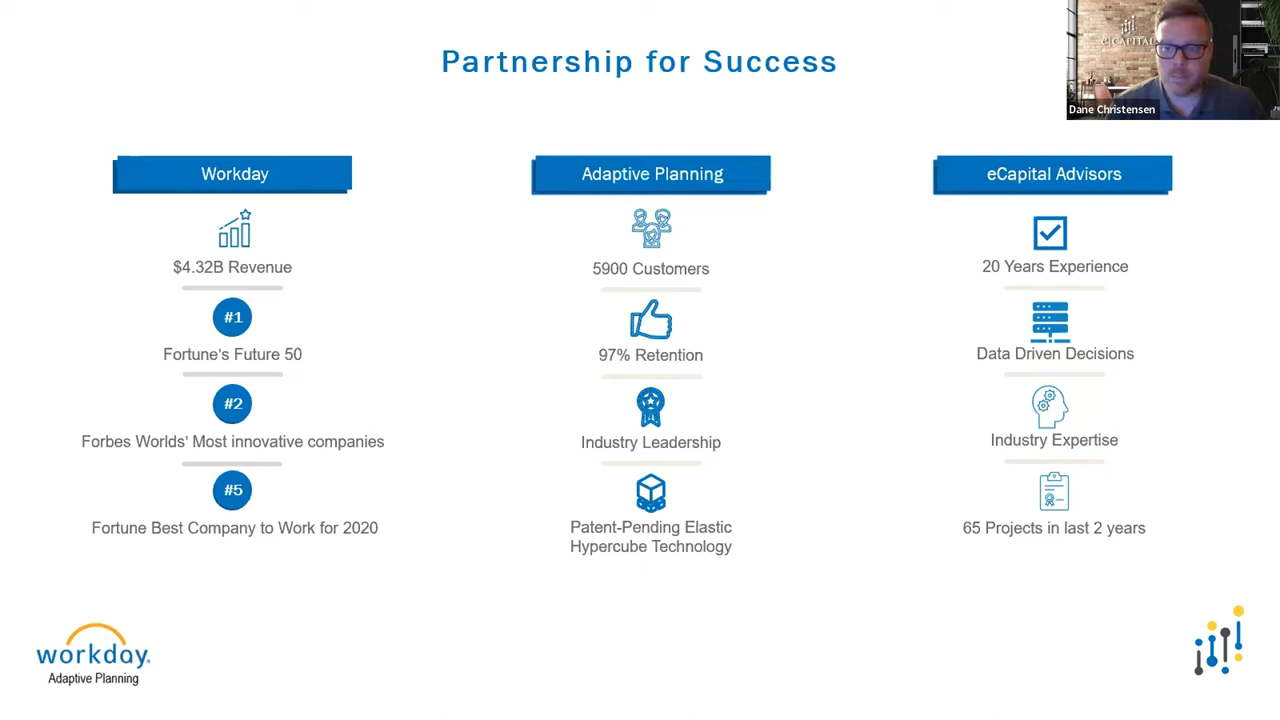 Partnership for Success
eCAPITAL
Dane Christensen
Workday
$4.32B Revenue
#1
Fortune's Future 50
#2
Forbes Worlds' Most innovative companies
#5
Fortune Best Company to Work for 2020
Adaptive Planning
5900 Customers
97% Retention
Industry Leadership
Patent-Pending Elastic
Hypercube Technology
eCapital Advisors
20 Years Experience
Data Driven Decisions
Industry Expertise
65 Projects in last 2 years
workday.
Adaptive Planning